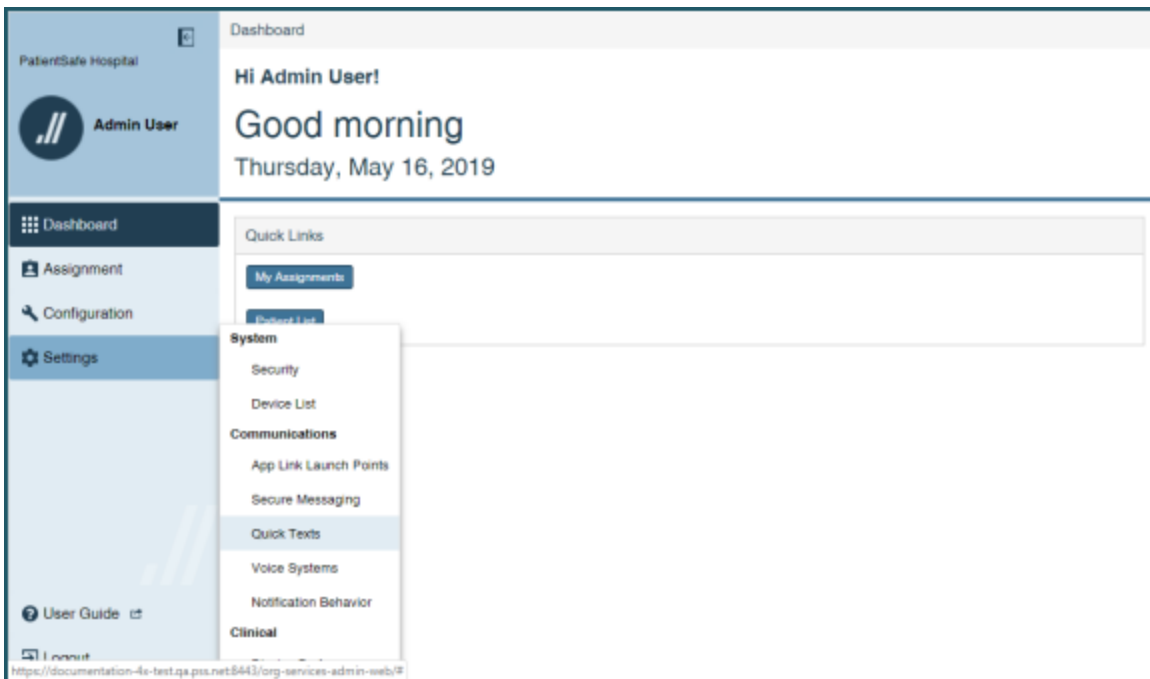 PatientSafe Hospital
Admin User
Dashboard
Hi Admin User!
Good morning
Thursday, May 16, 2019
Dashboard
Assignment
Configuration
Settings
Quick Links
My Assignments
Patient List
System
Security
Device List
Communications
App Link Launch Points
Secure Messaging
Quick Texts
Voice Systems
Notification Behavior
Clinical
User Guide
Logout
https://documentation-4x-test.qa.pss.net:8443/org-services-admin-web/#